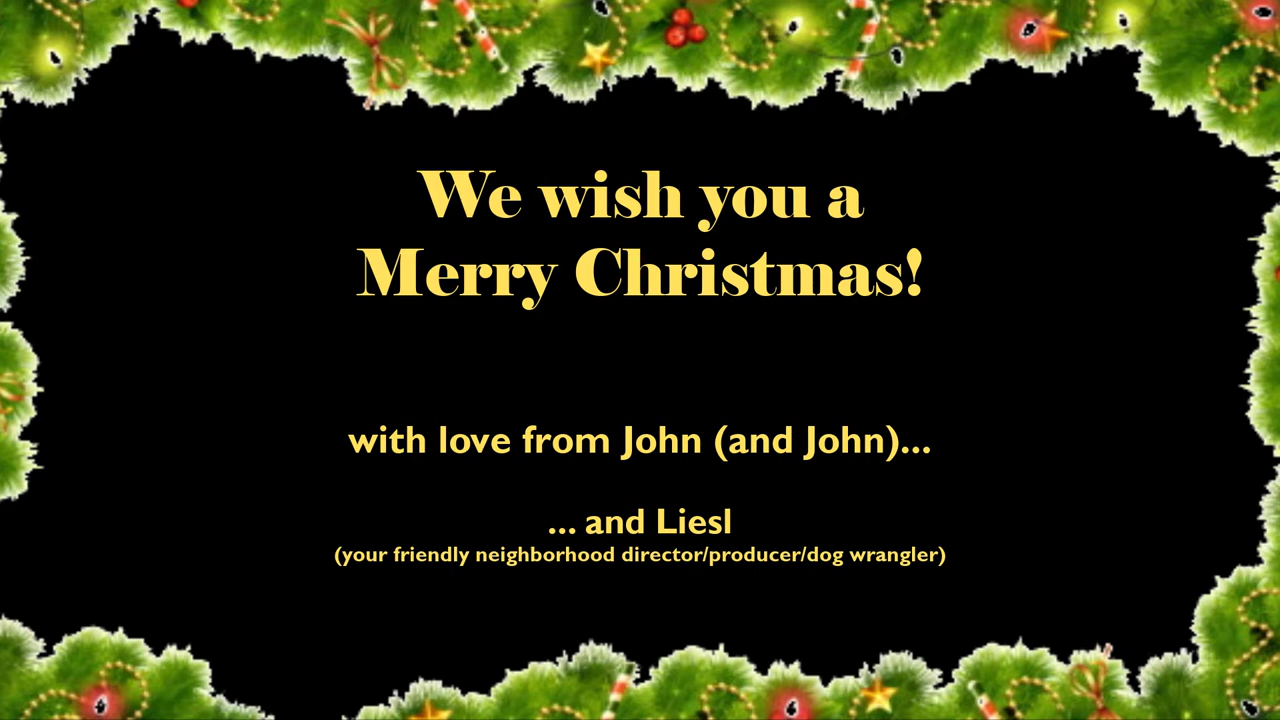 We wish you a
Merry Christmas!
with love from John (and John)...
... and Liesl
(your friendly neighborhood director/producer/dog wrangler)